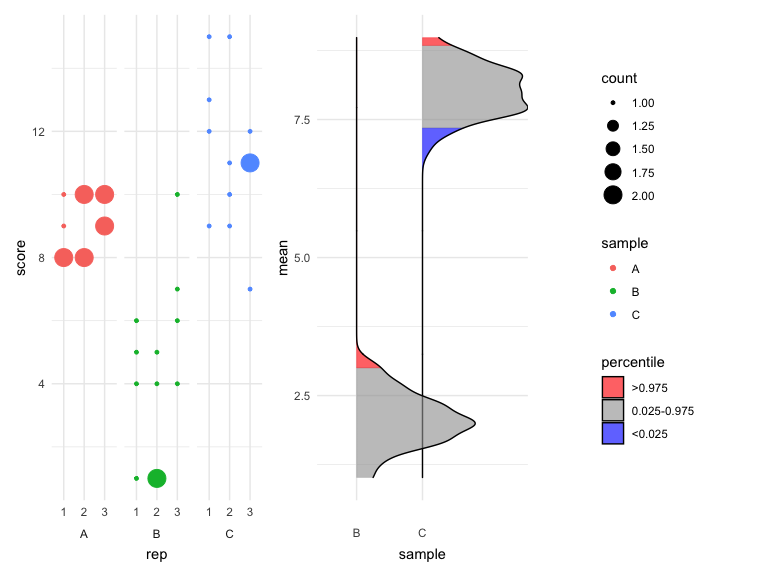 score
12
8
4
1 2 3 1 2 3 1 2 3
A B C
rep
mean
7.5
5.0
2.5
B C
sample
count
1.00
1.25
1.50
1.75
2.00
sample
A
B
C
percentile
>0.975
0.025-0.975
<0.025